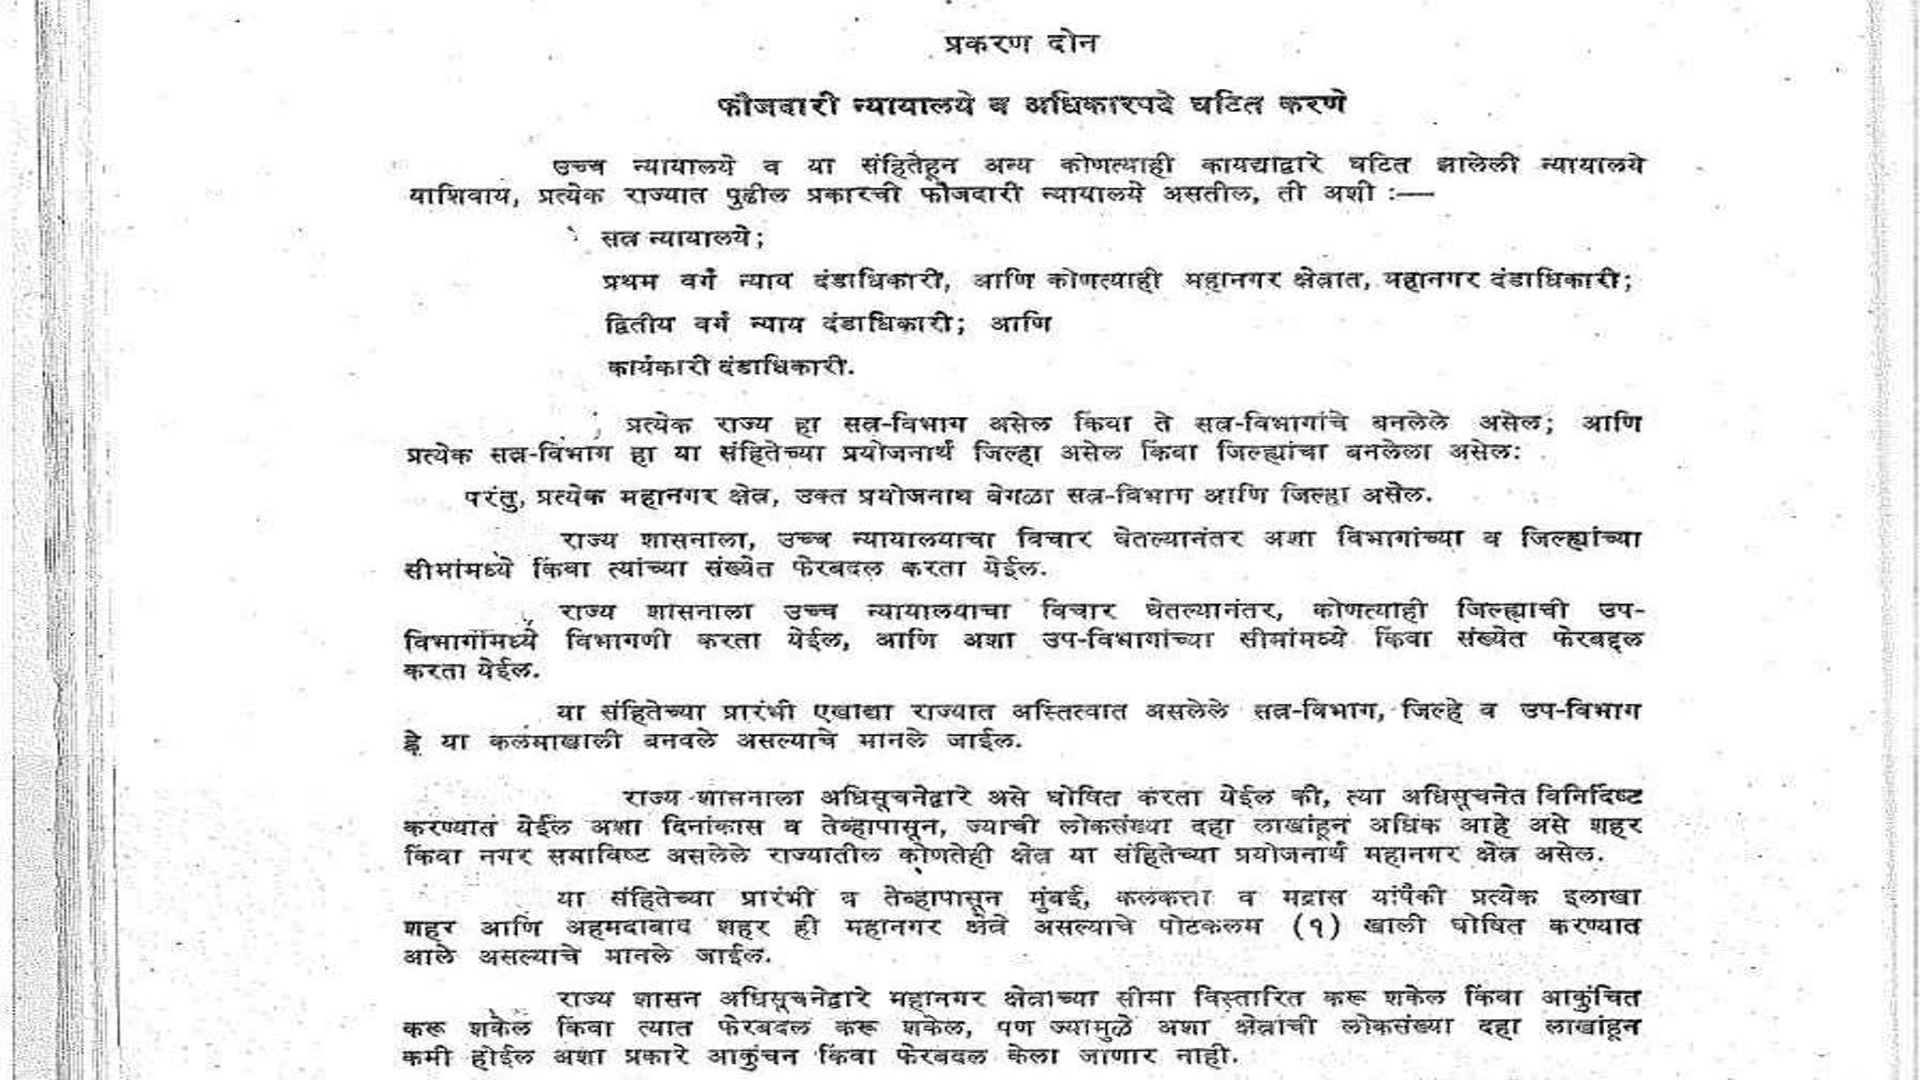 प्रकरण दोन
फौजदारी न्यायालये व अधिकारपदे घटित करणे
उच्च न्यायालये व या संहितेहून अन्य कोणत्याही कायद्याद्वारे घटित झालेली न्यायालये
याशिवाय, प्रत्येक राज्यात पुढील प्रकारची फौजदारी न्यायालये असतील, ती अशी :—
सत्र न्यायालये;
प्रथम वर्ग न्याय दंडाधिकारी, आणि कोणत्याही महानगर क्षेत्रात, महानगर दंडाधिकारी;
द्वितीय वर्ग न्याय दंडाधिकारी; आणि
कार्यकारी दंडाधिकारी.
प्रत्येक राज्य हा सत्र-विभाग असेल किंवा ते सत्र-विभागांचे बनलेले असेल; आणि
प्रत्येक सत्र-विभाग हा या संहितेच्या प्रयोजनार्थ जिल्हा असेल किंवा जिल्ह्यांचा बनलेला असेल:
परंतु, प्रत्येक महानगर क्षेत्र, उक्त प्रयोजनाथ वेगळा सत्र-विभाग आणि जिल्हा असेल.
राज्य शासनाला, उच्च न्यायालयाचा विचार घेतल्यानंतर अशा विभागांच्या व जिल्ह्यांच्या
सीमांमध्ये किंवा त्यांच्या संख्येत फेरबदल करता येईल.
राज्य शासनाला उच्च न्यायालयाचा विचार घेतल्यानंतर, कोणत्याही जिल्ह्याची उप-
विभागांमध्ये विभागणी करता येईल, आणि अशा उप-विभागांच्या सीमांमध्ये किंवा संख्येत फेरबद्दल
करता येईल.
या संहितेच्या प्रारंभी एखाद्या राज्यात अस्तित्वात असलेले सत्र-विभाग, जिल्हे व उप-विभाग
हे या कलमाखाली बनवले असल्याचे मानले जाईल.
राज्य शासनाला अधिसूचनेद्वारे असे घोषित करता येईल की, त्या अधिसूचनेत विनिर्दिष्ट
करण्यात येईल अशा दिनांकास व तेव्हापासून, ज्याची लोकसंख्या दहा लाखांहून अधिक आहे असे शहर
किंवा नगर समाविष्ट असलेले राज्यातील कोणतेही क्षेत्र या संहितेच्या प्रयोजनार्थ महानगर क्षेत्र असेल.
या संहितेच्या प्रारंभी व तेव्हापासून मुंबई, कलकत्ता व मद्रास यांपैकी प्रत्येक इलाखा
शहर आणि अहमदाबाद शहर ही महानगर क्षेत्रे असल्याचे पोटकलम (१) खाली घोषित करण्यात
आले असल्याचे मानले जाईल.
राज्य शासन अधिसूचनेद्वारे महानगर क्षेत्राच्या सीमा विस्तारित करू शकेल किंवा आकुंचित
करू शकेल किंवा त्यात फेरबदल करू शकेल, पण ज्यामुळे अशा क्षेत्राची लोकसंख्या दहा लाखांहून
कमी होईल अशा प्रकारे आकुंचन किंवा फेरबदल केला जाणार नाही.